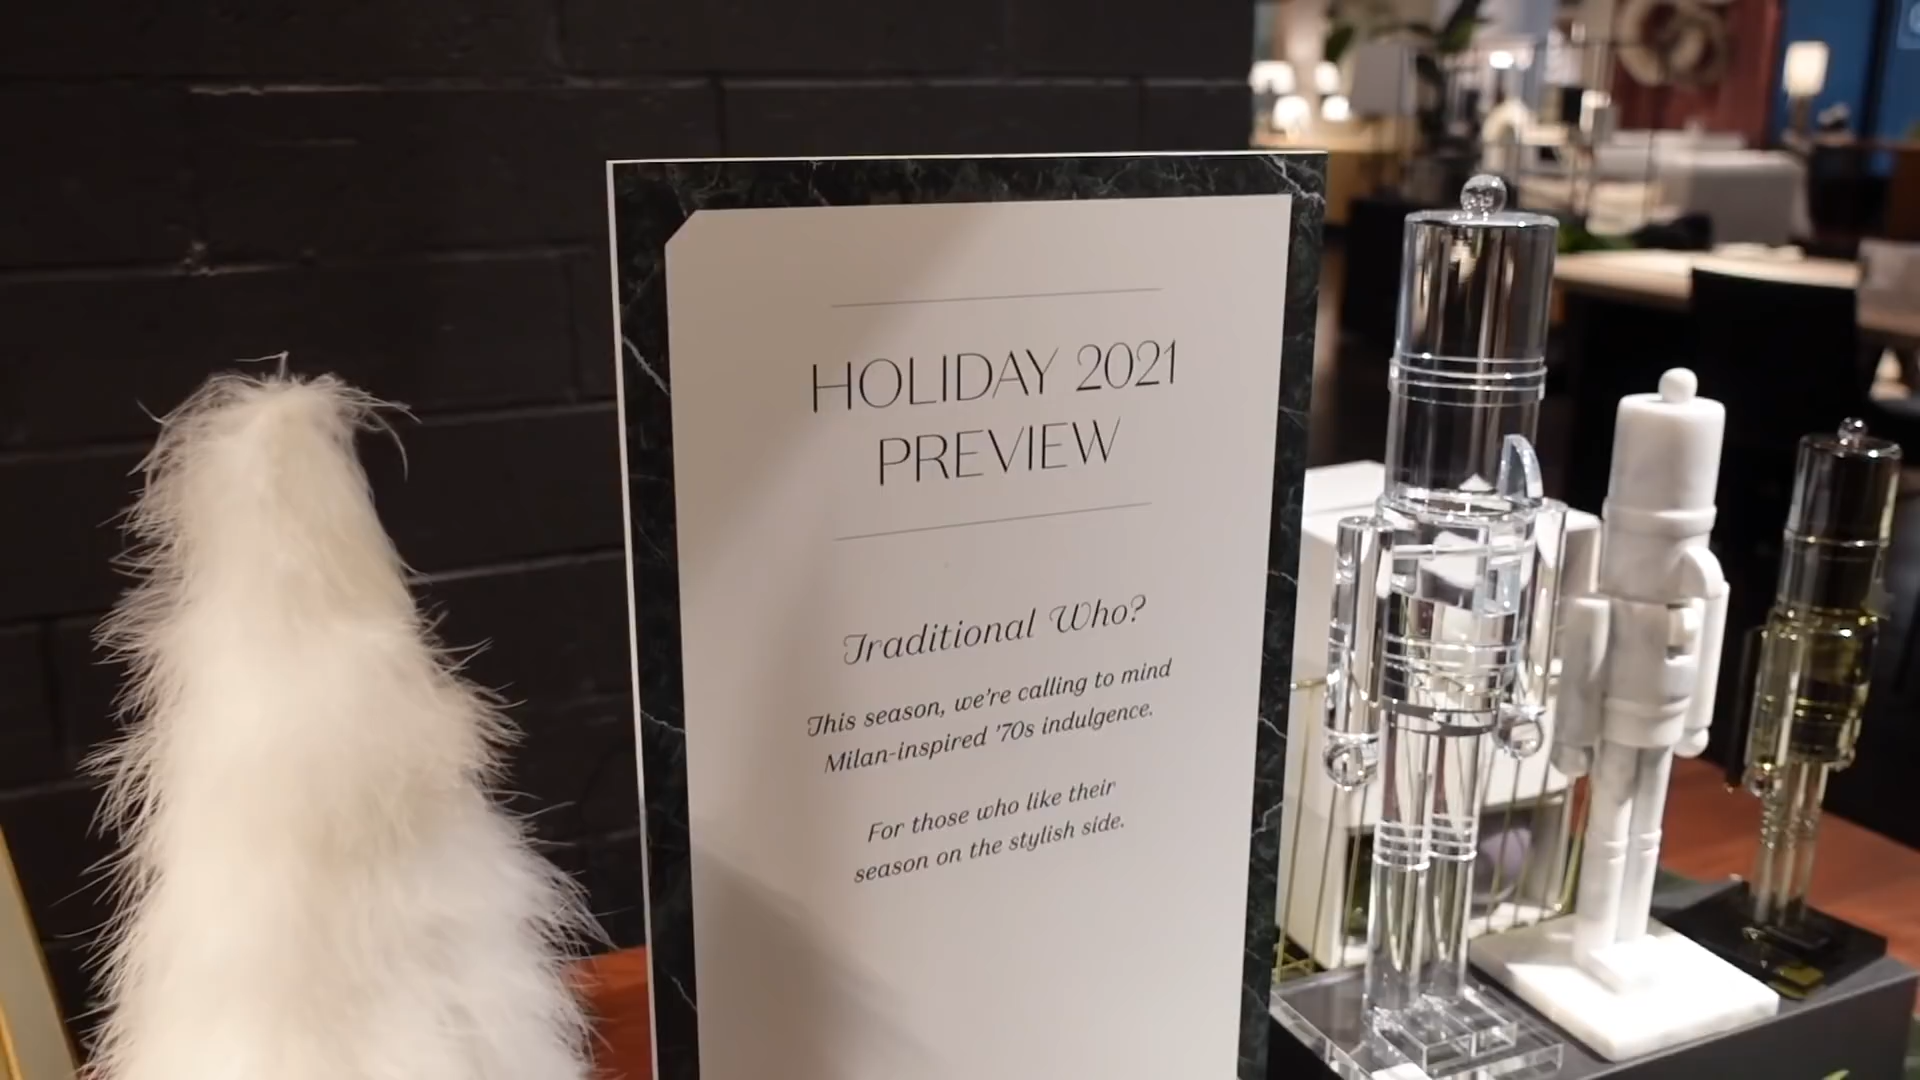 HOLIDAY 2021
PREVIEW
Traditional Who?
This season, we're calling to mind
Milan-inspired '70s indulgence.
For those who like their
season on the stylish side.